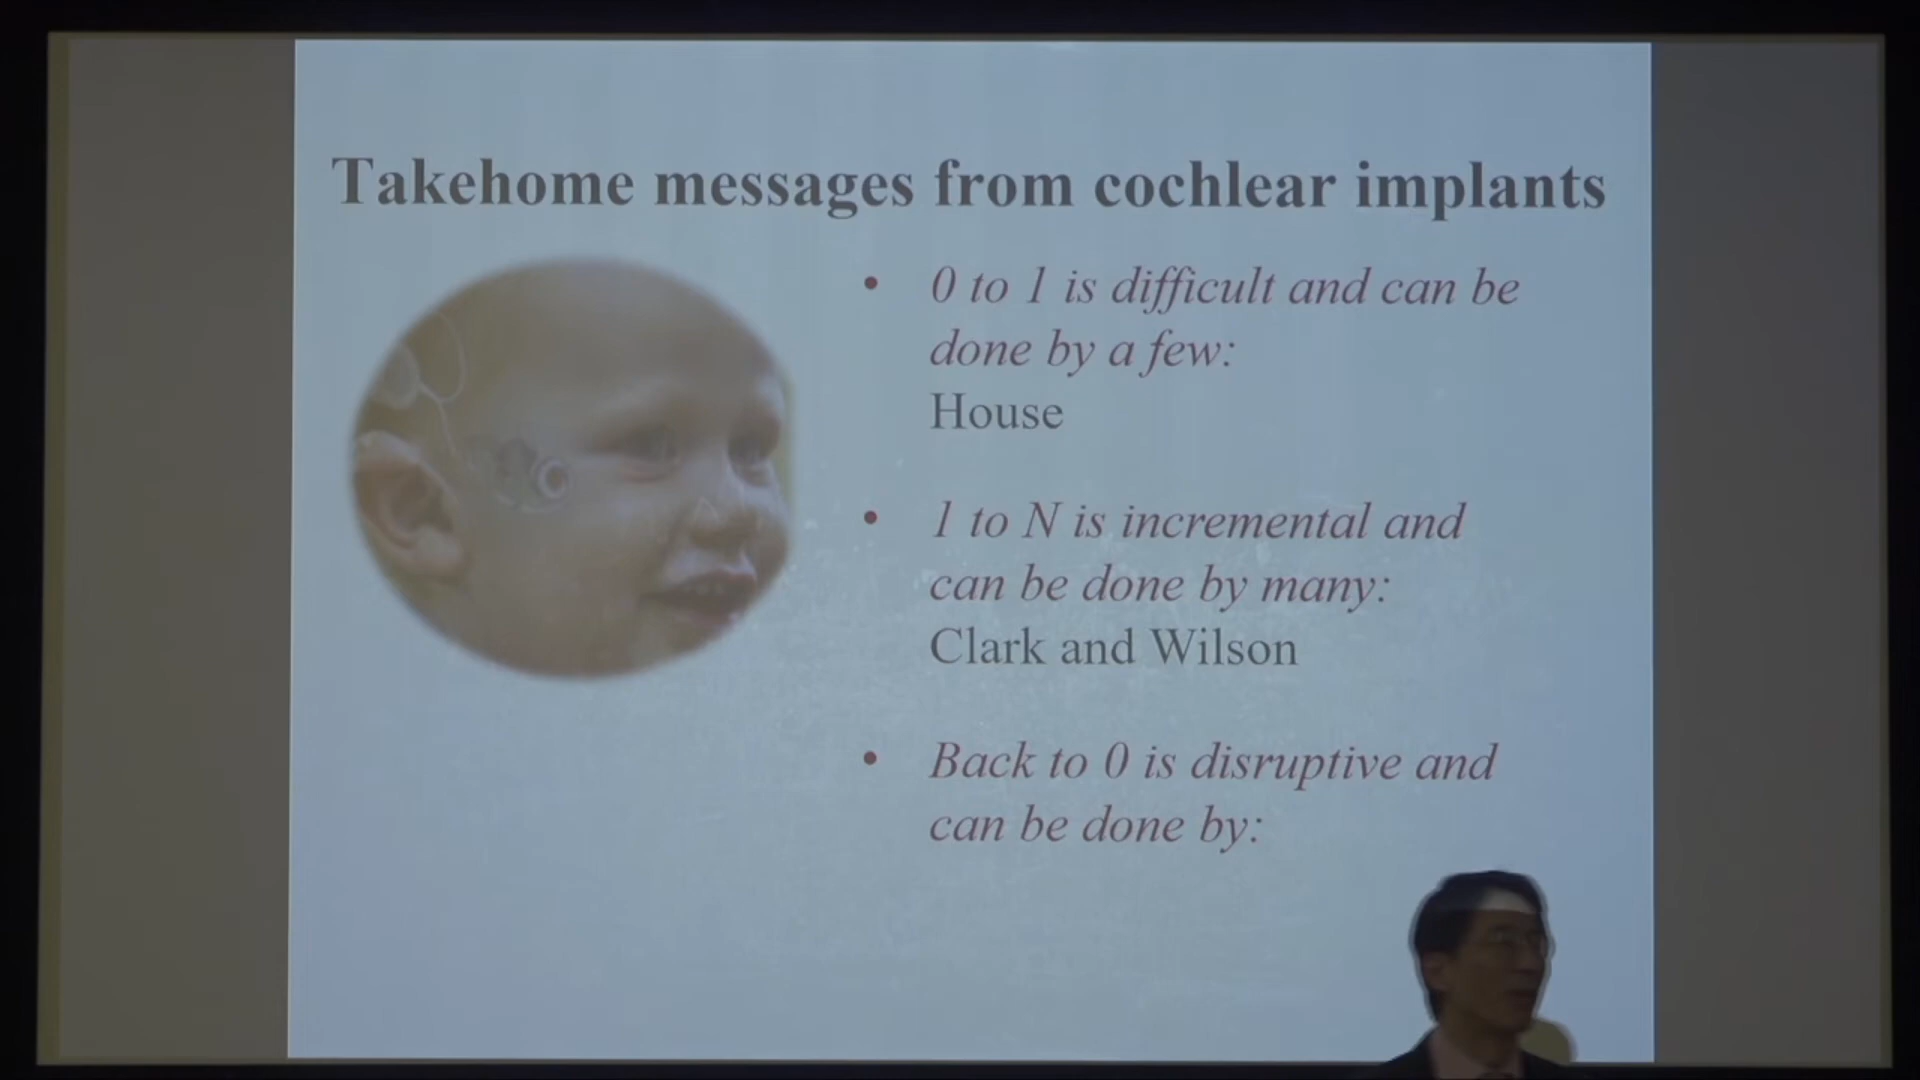 Takehome messages from cochlear implants
• 0 to 1 is difficult and can be
done by a few:
House
• 1 to N is incremental and
can be done by many:
Clark and Wilson
• Back to 0 is disruptive and
can be done by: